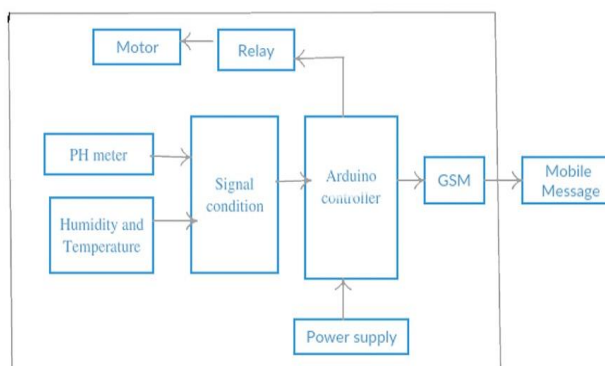 Motor
Relay
PH meter
Signal
condition
Arduino
controller
GSM
Mobile
Message
Humidity and
Temperature
Power supply